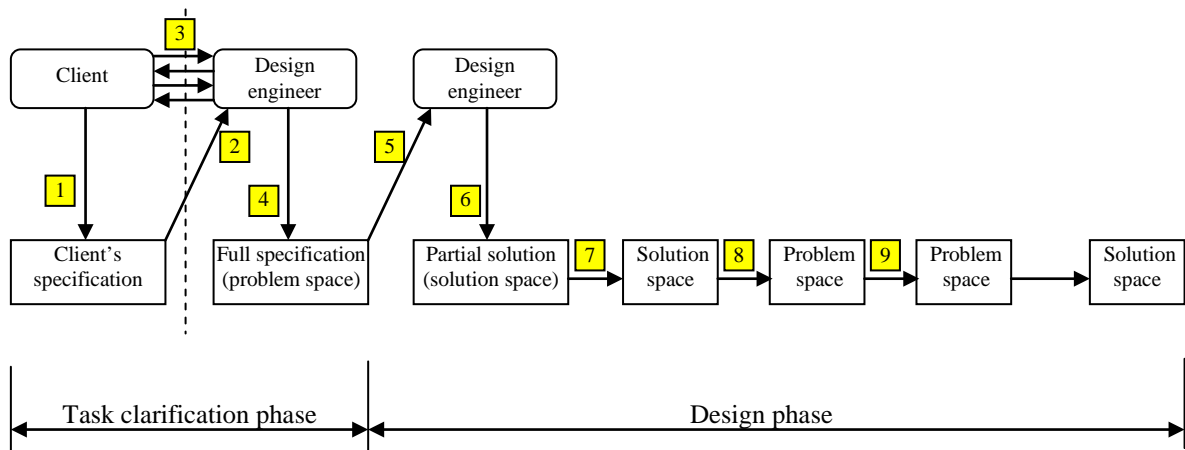 3
Client
Design
engineer
Design
engineer
2
5
1
4
6
Client's
specification
Full specification
(problem space)
Partial solution
(solution space)
7
Solution
space
8
Problem
space
9
Problem
space
Solution
space
Task clarification phase
Design phase